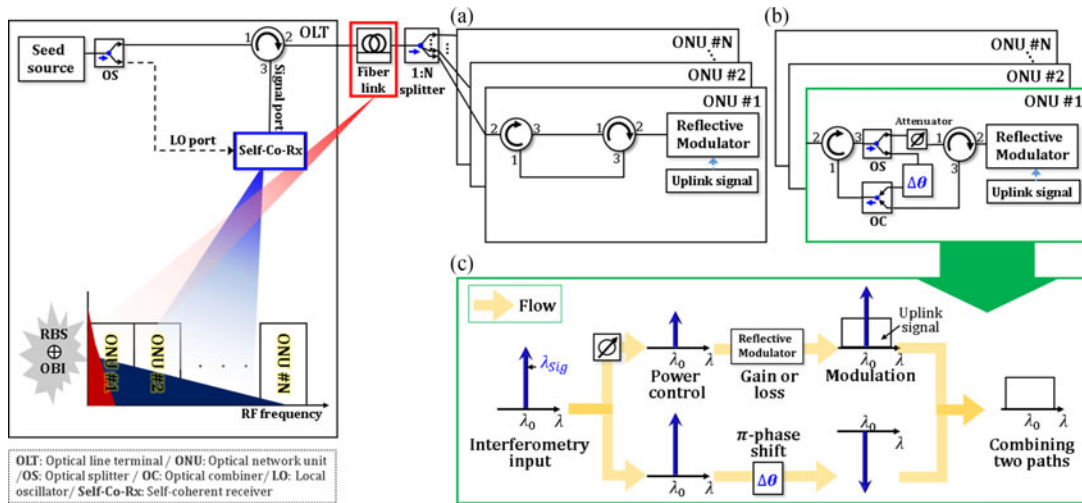 (a)
(b)
OLT
Seed
source
OS
1
2
3
Signal port
LO port
Self-Co-Rx
Fiber
link
1:N
splitter
ONU #N
ONU #2
ONU #1
2
3
1
1
2
3
Reflective
Modulator
Uplink signal
ONU #N
ONU #2
ONU #1
2
3
1
OS
Attenuator
Δθ
OC
1
2
3
Reflective
Modulator
Uplink signal
RBS
⊕
OBI
ONU #1
ONU #2
. . . .
ONU #N
RF frequency
(c)
Flow
λSig
λ0 λ
Interferometry
input
λ0 λ
Power
control
Reflective
Modulator
Gain or
loss
Uplink
signal
λ0 λ
Modulation
λ0 λ
π-phase
shift
Δθ
λ0
λ
λ0 λ
Combining
two paths
OLT: Optical line terminal / ONU: Optical network unit
/OS: Optical splitter / OC: Optical combiner/ LO: Local
oscillator/ Self-Co-Rx: Self-coherent receiver